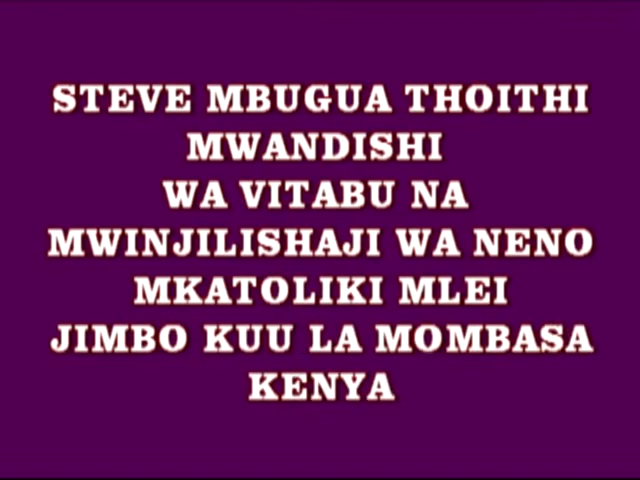 STEVE MBUGUA THOITHI
MWANDISHI
WA VITABU NA
MWINJILISHAJI WA NENO
MKATOLIKI MLEI
JIMBO KUU LA MOMBASA
KENYA